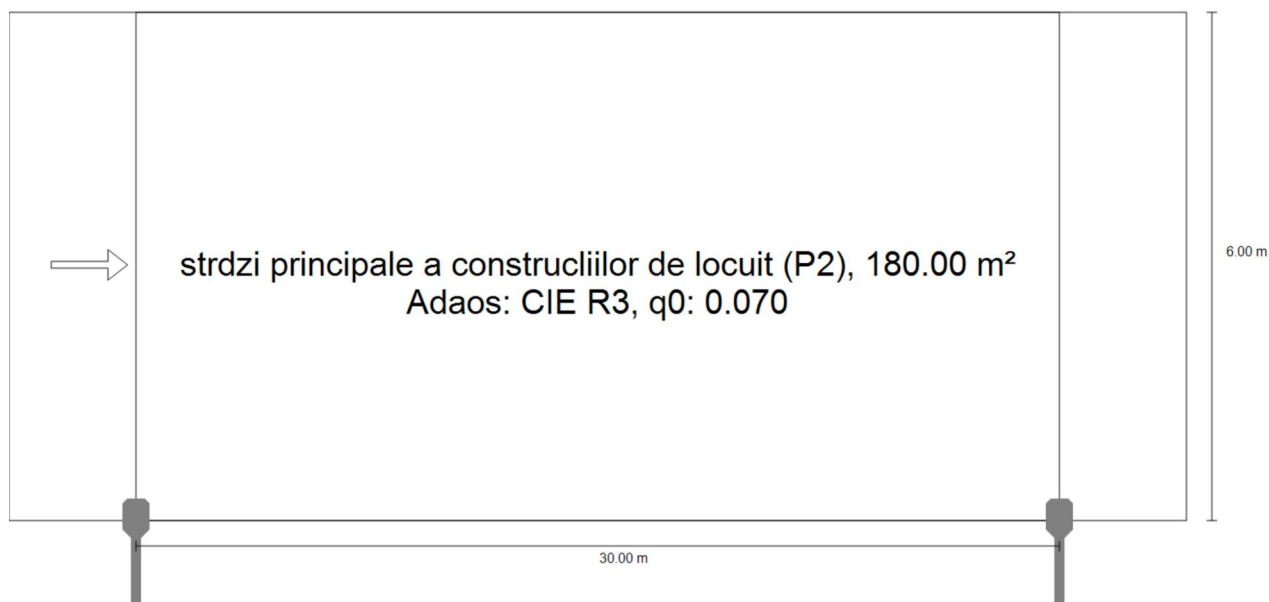 strdzi principale a construcliilor de locuit (P2), 180.00 m²
Adaos: CIE R3, q0: 0.070
6.00 m
30.00 m